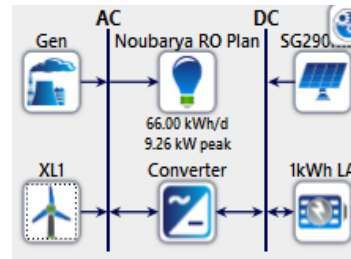 AC DC
Gen Noubarya RO Plan
66.00 kWh/d
9.26 kW peak
XL1 Converter 1kWh LA